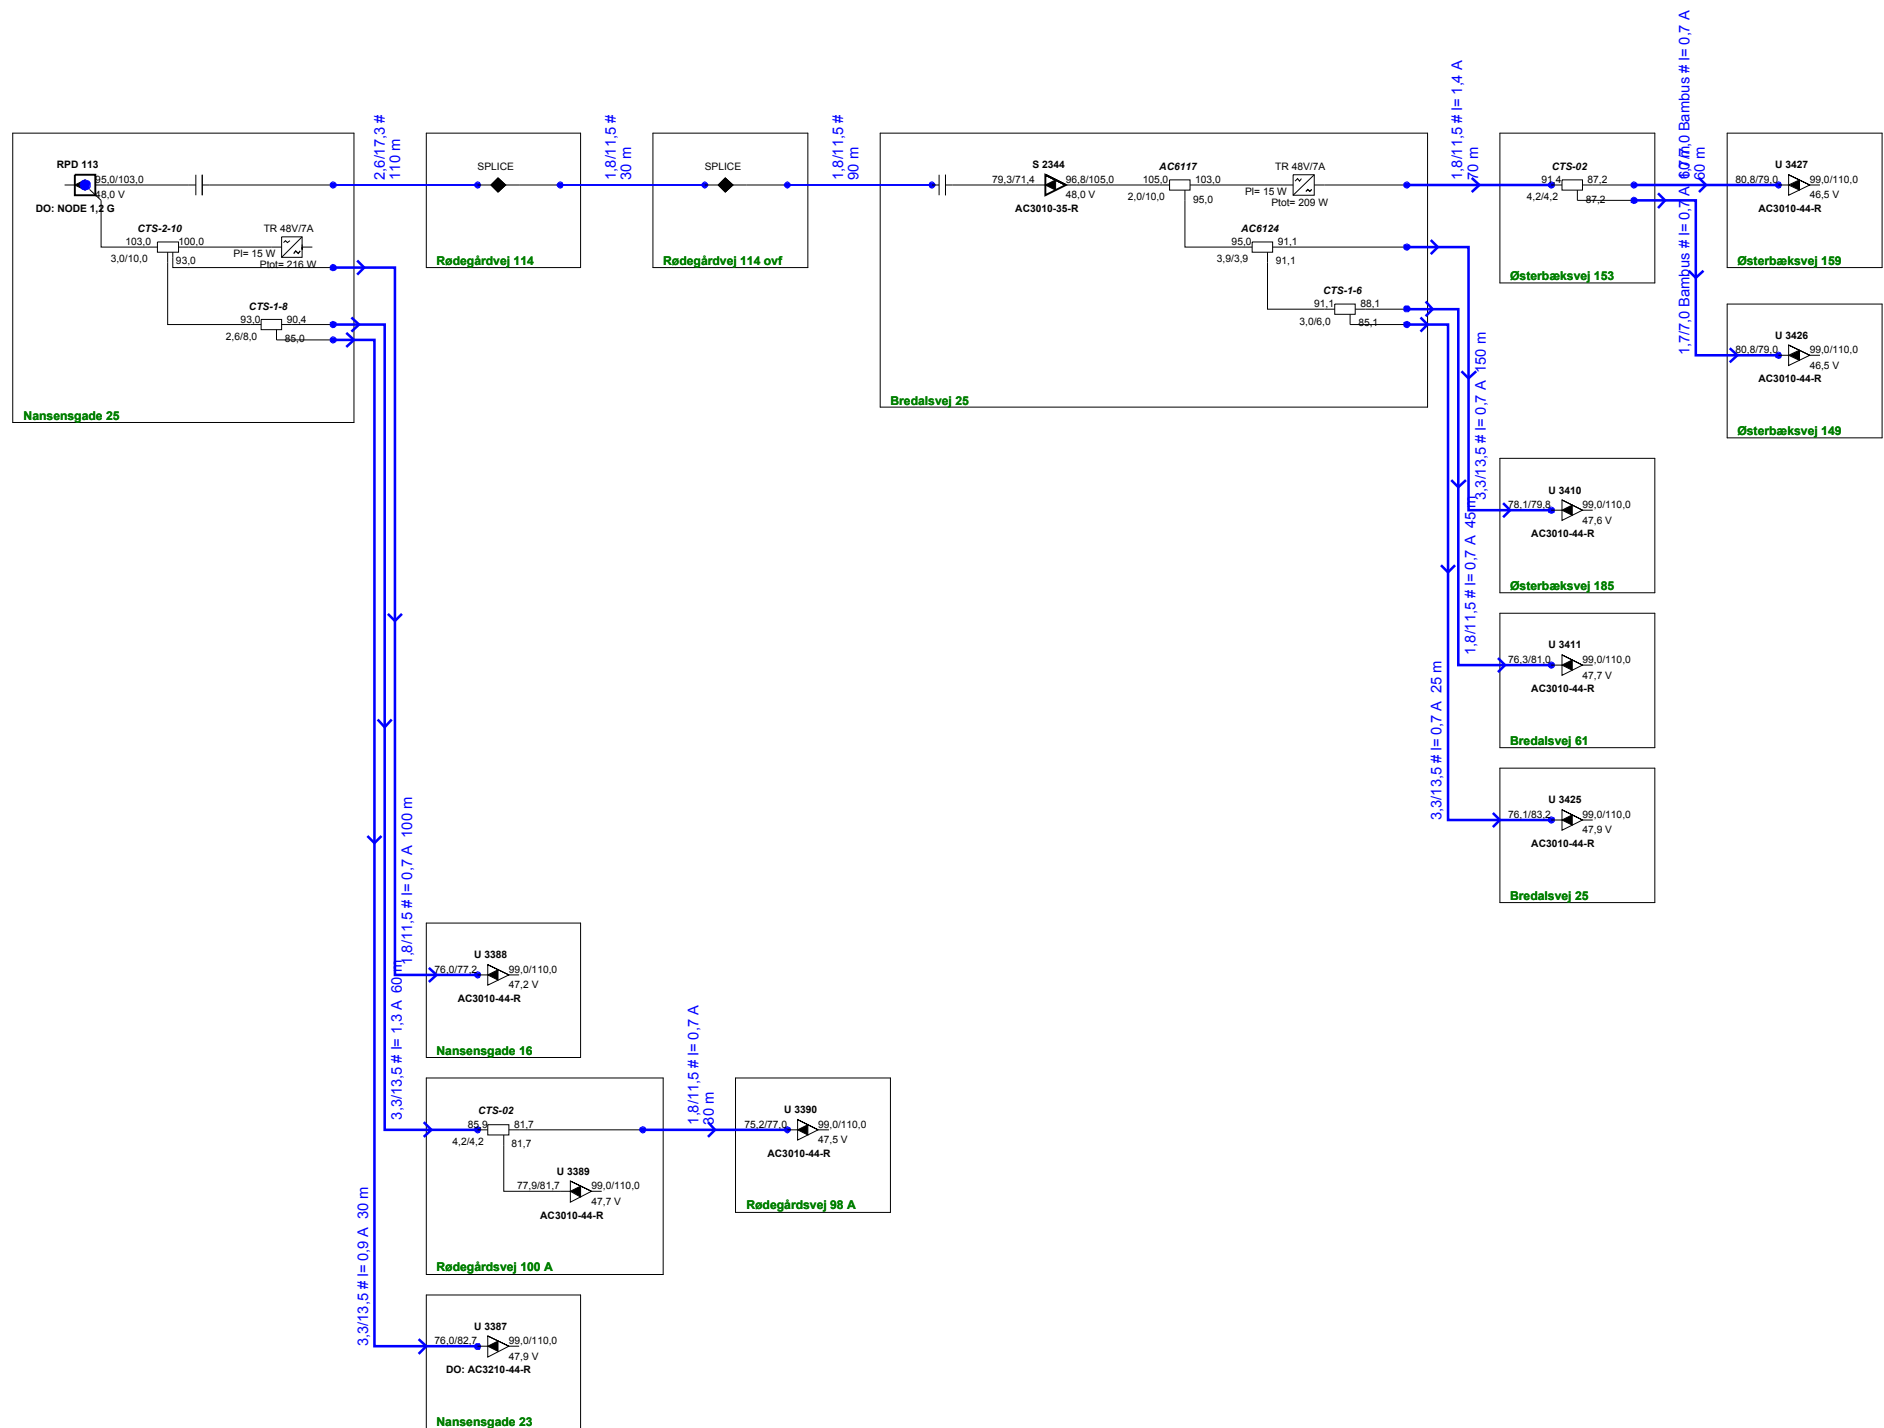 RPD 113
95,0/103,0
48,0 V
DO: NODE 1,2 G
CTS-2-10
103,0
100,0
3,0/10,0
93,0
TR 48V/7A
PI= 15 W
Ptot= 216 W
CTS-1-8
93,0
90,4
2,6/8,0
85,0
Nansensgade 25
2,6/17,3 #
110 m
SPLICE
Rødegårdvej 114
1,8/11,5 #
30 m
SPLICE
Rødegårdvej 114 ovf
1,8/11,5 #
90 m
79,3/71,4
S 2344
96,8/105,0
48,0 V
AC3010-35-R
AC6117
105,0
103,0
2,0/10,0
95,0
TR 48V/7A
PI= 15 W
Ptot= 209 W
AC6124
95,0
91,1
3,9/3,9
91,1
CTS-1-6
91,1
88,1
3,0/6,0
85,1
Bredalsvej 25
1,8/11,5 # I= 1,4 A
70 m
CTS-02
91,4
87,2
4,2/4,2
87,2
Østerbæksvej 153
1,7/7,0 Bambus # I= 0,7 A
60 m
1,7/7,0 Bambus # I= 0,7 A
U 3427
80,8/79,0
99,0/110,0
46,5 V
AC3010-44-R
Østerbæksvej 159
U 3426
80,8/79,0
99,0/110,0
46,5 V
AC3010-44-R
Østerbæksvej 149
3,3/13,5 # I= 0,7 A 150 m
U 3410
78,1/79,8
99,0/110,0
47,6 V
AC3010-44-R
Østerbæksvej 185
1,8/11,5 # I= 0,7 A 45 m
U 3411
76,3/81,0
99,0/110,0
47,7 V
AC3010-44-R
Bredalsvej 61
3,3/13,5 # I= 0,7 A 25 m
U 3425
76,1/83,2
99,0/110,0
47,9 V
AC3010-44-R
Bredalsvej 25
1,8/11,5 # I= 0,7 A 100 m
U 3388
76,0/77,2
99,0/110,0
47,2 V
AC3010-44-R
Nansensgade 16
3,3/13,5 # I= 1,3 A 60 m
CTS-02
85,9
81,7
4,2/4,2
81,7
U 3389
77,9/81,7
99,0/110,0
47,7 V
AC3010-44-R
Rødegårdsvej 100 A
1,8/11,5 # I= 0,7 A
30 m
U 3390
75,2/77,0
99,0/110,0
47,5 V
AC3010-44-R
Rødegårdsvej 98 A
3,3/13,5 # I= 0,9 A 30 m
U 3387
76,0/82,7
99,0/110,0
47,9 V
DO: AC3210-44-R
Nansensgade 23